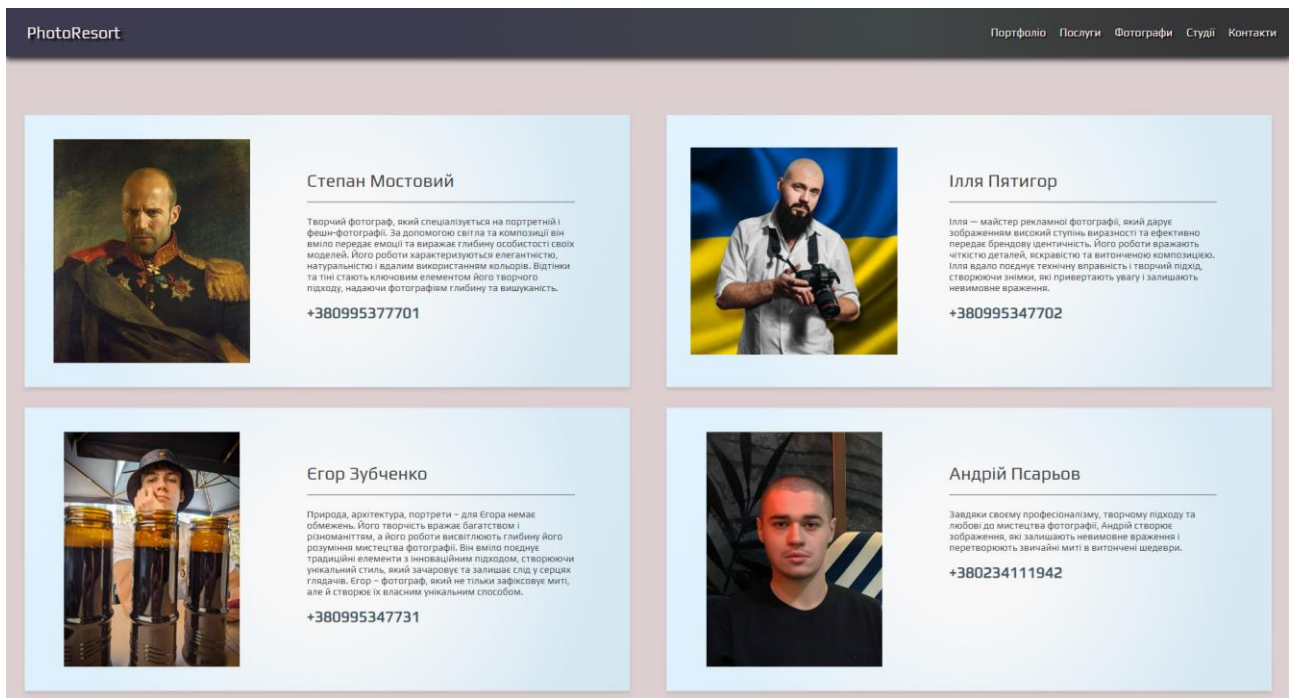 PhotoResort
Портфоліо Послуги Фотографи Студії Контакти
Степан Мостовий
Творчий фотограф, який спеціалізується на портретній і
фешн-фотографії. За допомогою світла та композиції він
вміло передає емоції та виражає глибину особистості своїх
моделей. Його роботи характеризуються елегантністю,
натуральністю і вдалим використанням кольорів. Відтінки
та тіні стають ключовим елементом його творчого
підходу, надаючи фотографіям глибину та вишуканість.
+380995377701
Ілля Пятигор
Ілля — майстер рекламної фотографії, який дарує
зображенням високий ступінь виразності та ефективно
передає брендову ідентичність. Його роботи вражають
чіткістю деталей, яскравістю та витонченою композицією.
Ілля вдало поєднує технічну вправність і творчий підхід,
створюючи знімки, які привертають увагу і залишають
невимовне враження.
+380995347702
Єгор Зубченко
Природа, архітектура, портрети – для Єгора немає
обмежень. Його творчість вражає багатством і
різноманіттям, а його роботи висвітлюють глибину його
розуміння мистецтва фотографії. Він вміло поєднує
традиційні елементи з інноваційним підходом, створюючи
унікальний стиль, який зачаровує та залишає слід у серцях
глядачів. Єгор – фотограф, який не тільки зафіксовує миті,
але й створює їх власним унікальним способом.
+380995347731
Андрій Псарьов
Завдяки своєму професіоналізму, творчому підходу та
любові до мистецтва фотографії, Андрій створює
зображення, які залишають невимовне враження і
перетворюють звичайні миті в витончені шедеври.
+380234111942